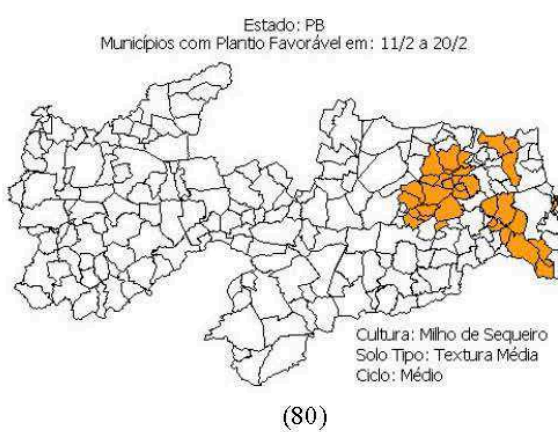 Estado: PB
Municípios com Plantio Favorável em: 11/2 a 20/2
Cultura: Milho de Sequeiro
Solo Tipo: Textura Média
Ciclo: Médio
(80)